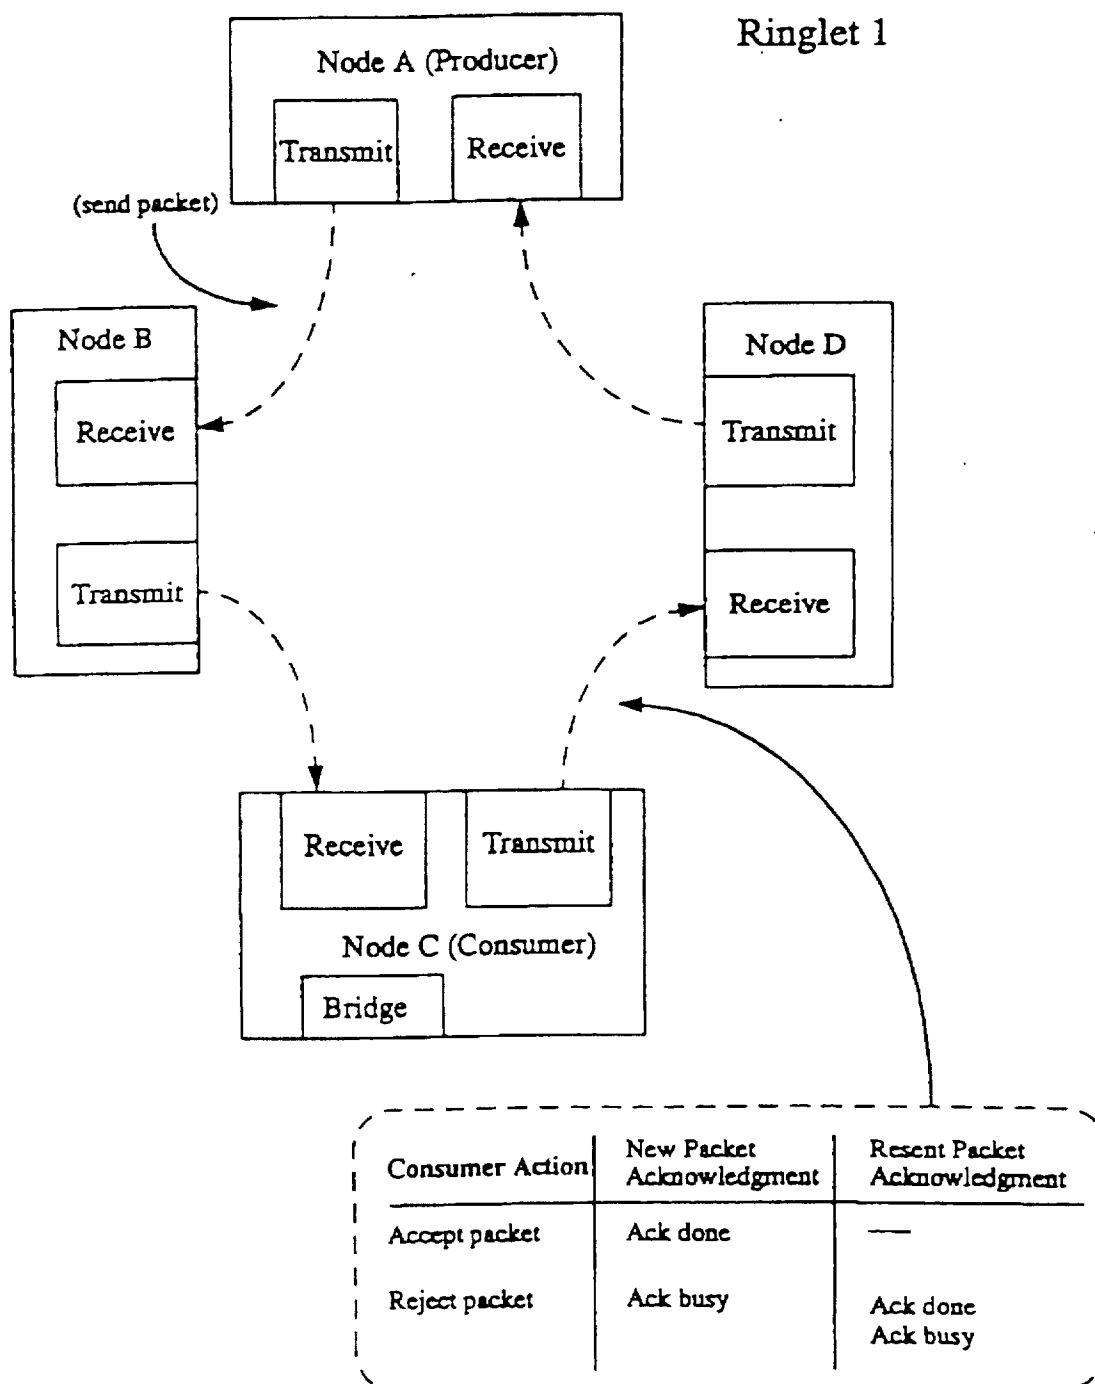 Ringlet 1
Node A (Producer)
Transmit
Receive
(send packet)
Node B
Receive
Transmit
Node D
Transmit
Receive
Receive
Transmit
Node C (Consumer)
Bridge
Consumer Action
New Packet
Acknowledgment
Resent Packet
Acknowledgment
Accept packet
Ack done
—
Reject packet
Ack busy
Ack done
Ack busy